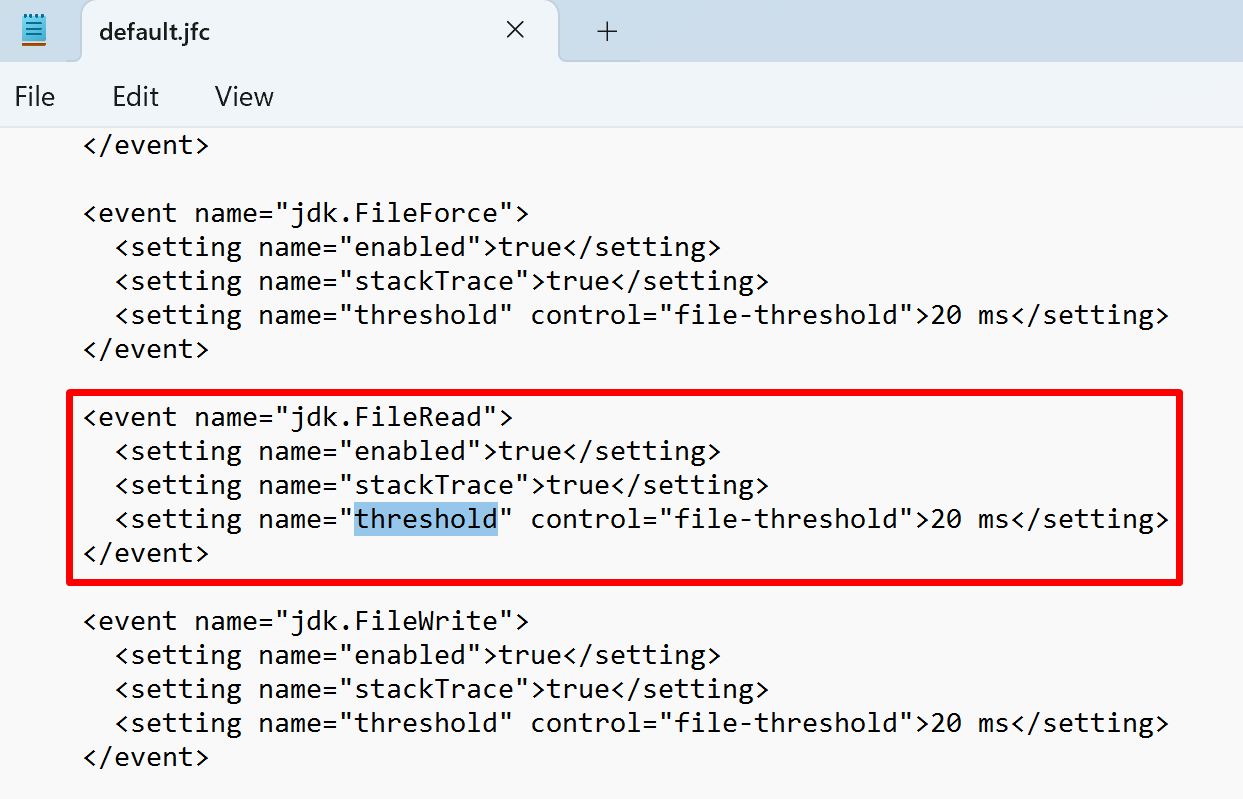 default.jfc
File Edit View
</event>
<event name="jdk.FileForce">
<setting name="enabled">true</setting>
<setting name="stackTrace">true</setting>
<setting name="threshold" control="file-threshold">20 ms</setting>
</event>
<event name="jdk.FileRead">
<setting name="enabled">true</setting>
<setting name="stackTrace">true</setting>
<setting name="threshold" control="file-threshold">20 ms</setting>
</event>
<event name="jdk.FileWrite">
<setting name="enabled">true</setting>
<setting name="stackTrace">true</setting>
<setting name="threshold" control="file-threshold">20 ms</setting>
</event>